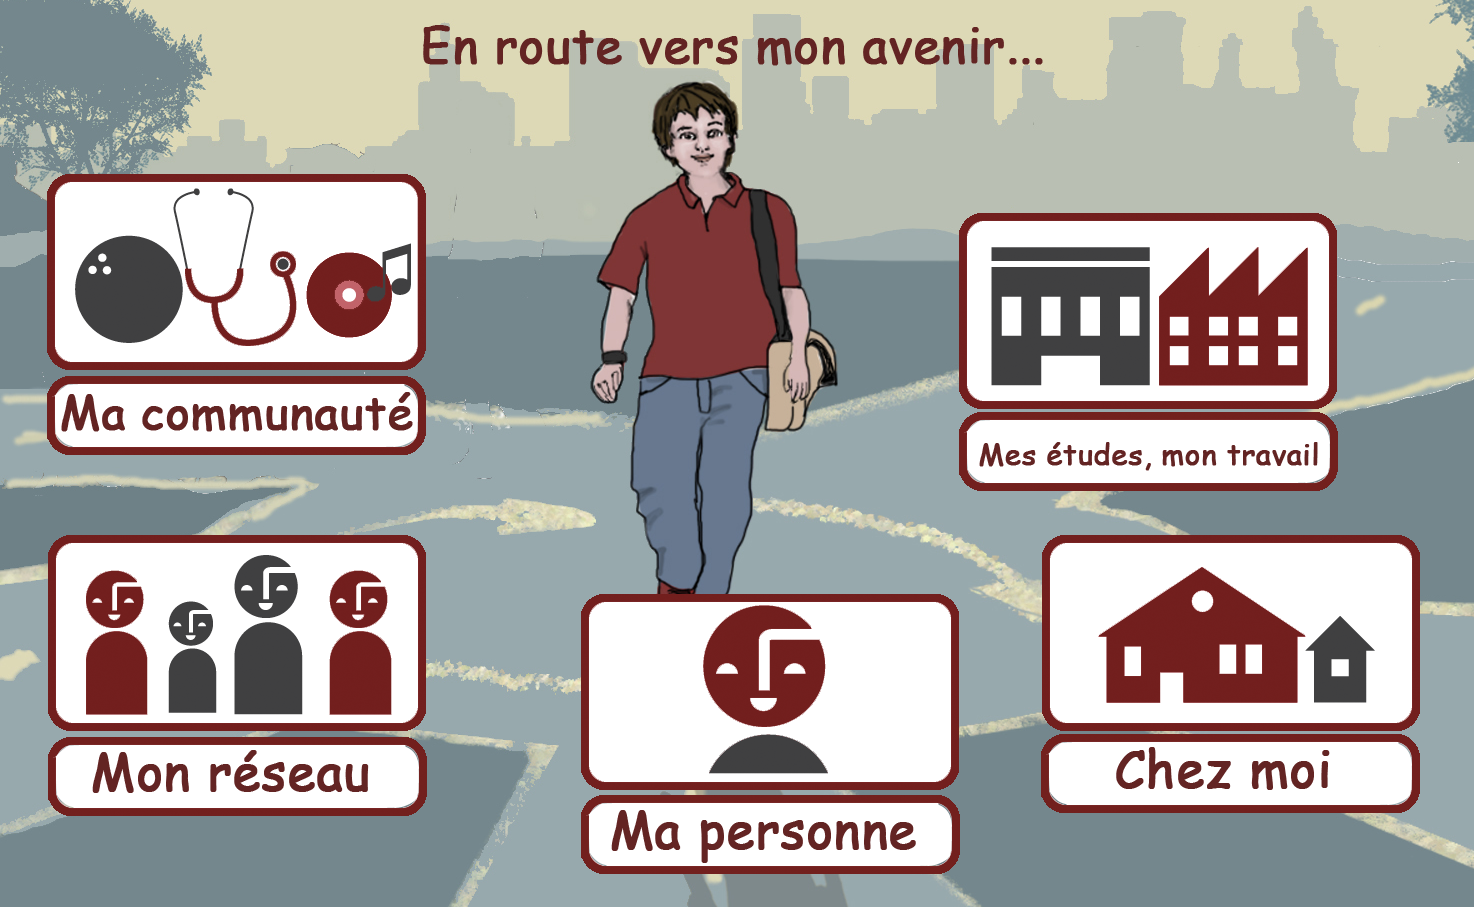 En route vers mon avenir...
Ma communauté
Mes études, mon travail
Mon réseau
Ma personne
Chez moi